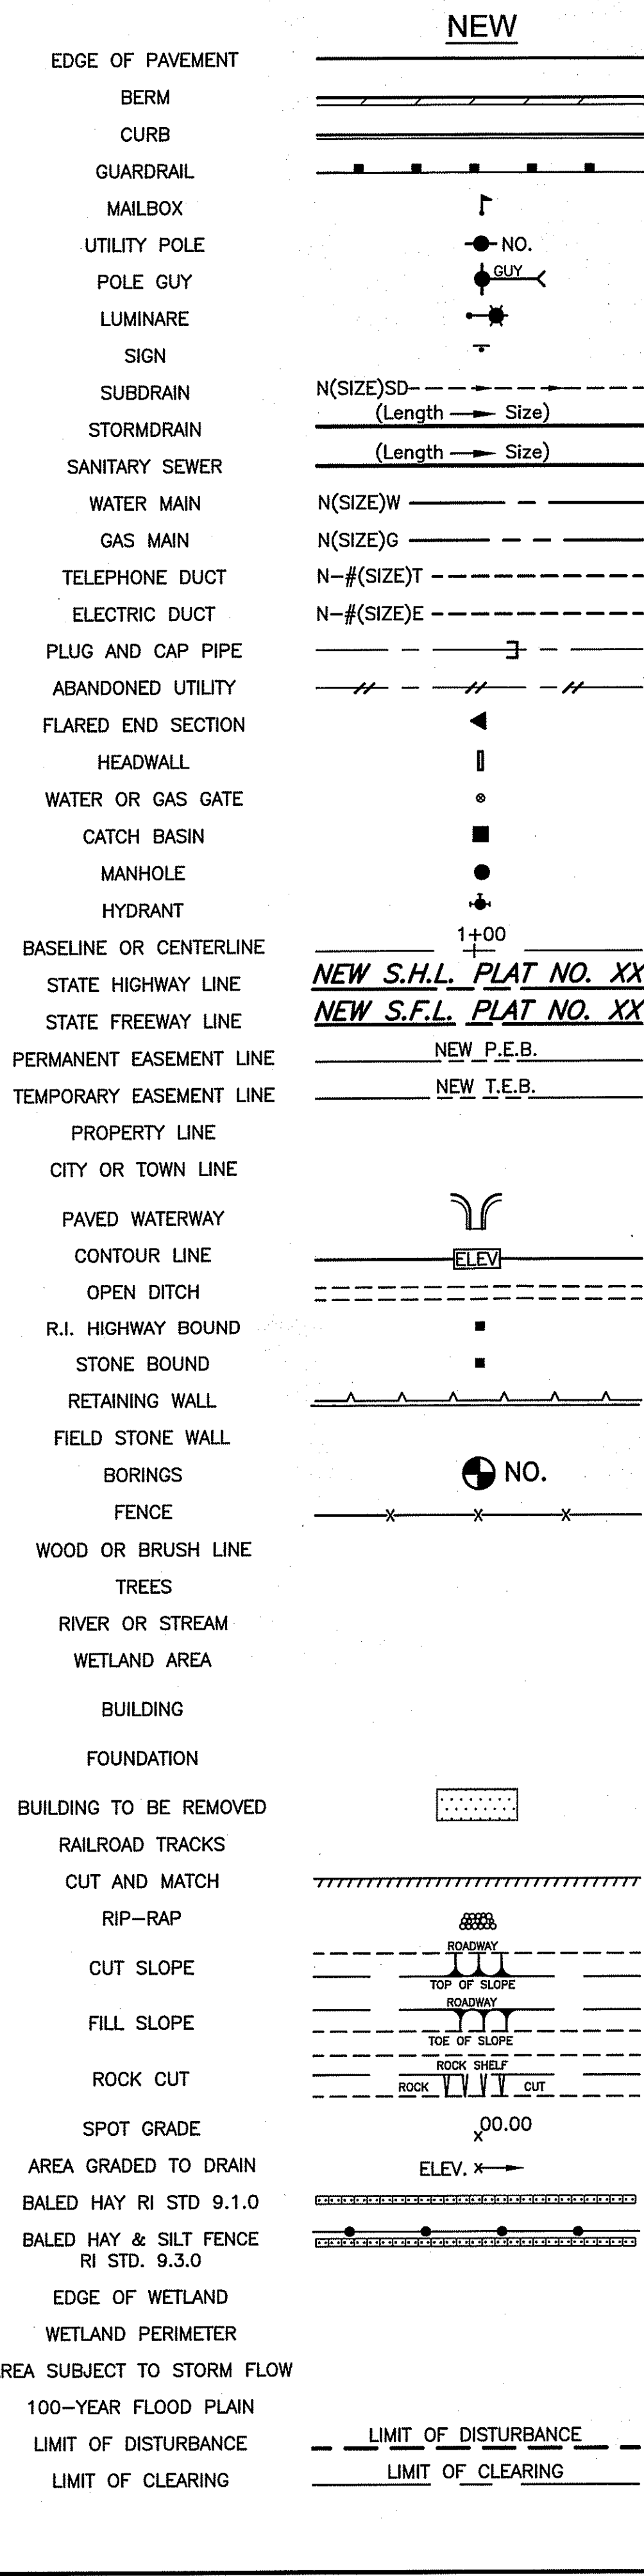 NEW
EDGE OF PAVEMENT
BERM
CURB
GUARDRAIL
MAILBOX
UTILITY POLE NO.
POLE GUY GUY
LUMINARE
SIGN
SUBDRAIN N(SIZE)SD
(Length Size)
STORMDRAIN
(Length Size)
SANITARY SEWER
WATER MAIN N(SIZE)W
GAS MAIN N(SIZE)G
TELEPHONE DUCT N-#(SIZE)T
ELECTRIC DUCT N-#(SIZE)E
PLUG AND CAP PIPE
ABANDONED UTILITY
FLARED END SECTION
HEADWALL
WATER OR GAS GATE
CATCH BASIN
MANHOLE
HYDRANT
1+00
BASELINE OR CENTERLINE
STATE HIGHWAY LINE NEW S.H.L. PLAT NO. XX
STATE FREEWAY LINE NEW S.F.L. PLAT NO. XX
PERMANENT EASEMENT LINE NEW P.E.B.
TEMPORARY EASEMENT LINE NEW T.E.B.
PROPERTY LINE
CITY OR TOWN LINE
PAVED WATERWAY
CONTOUR LINE ELEV
OPEN DITCH
R.I. HIGHWAY BOUND
STONE BOUND
RETAINING WALL
FIELD STONE WALL
BORINGS NO.
FENCE
WOOD OR BRUSH LINE
TREES
RIVER OR STREAM
WETLAND AREA
BUILDING
FOUNDATION
BUILDING TO BE REMOVED
RAILROAD TRACKS
CUT AND MATCH
RIP-RAP
ROADWAY
CUT SLOPE
TOP OF SLOPE
ROADWAY
FILL SLOPE
TOE OF SLOPE
ROCK SHELF
ROCK CUT ROCK CUT
SPOT GRADE x00.00
AREA GRADED TO DRAIN ELEV. x
BALED HAY RI STD 9.1.0
BALED HAY & SILT FENCE
RI STD. 9.3.0
EDGE OF WETLAND
WETLAND PERIMETER
REA SUBJECT TO STORM FLOW
100-YEAR FLOOD PLAIN
LIMIT OF DISTURBANCE LIMIT OF DISTURBANCE
LIMIT OF CLEARING LIMIT OF CLEARING